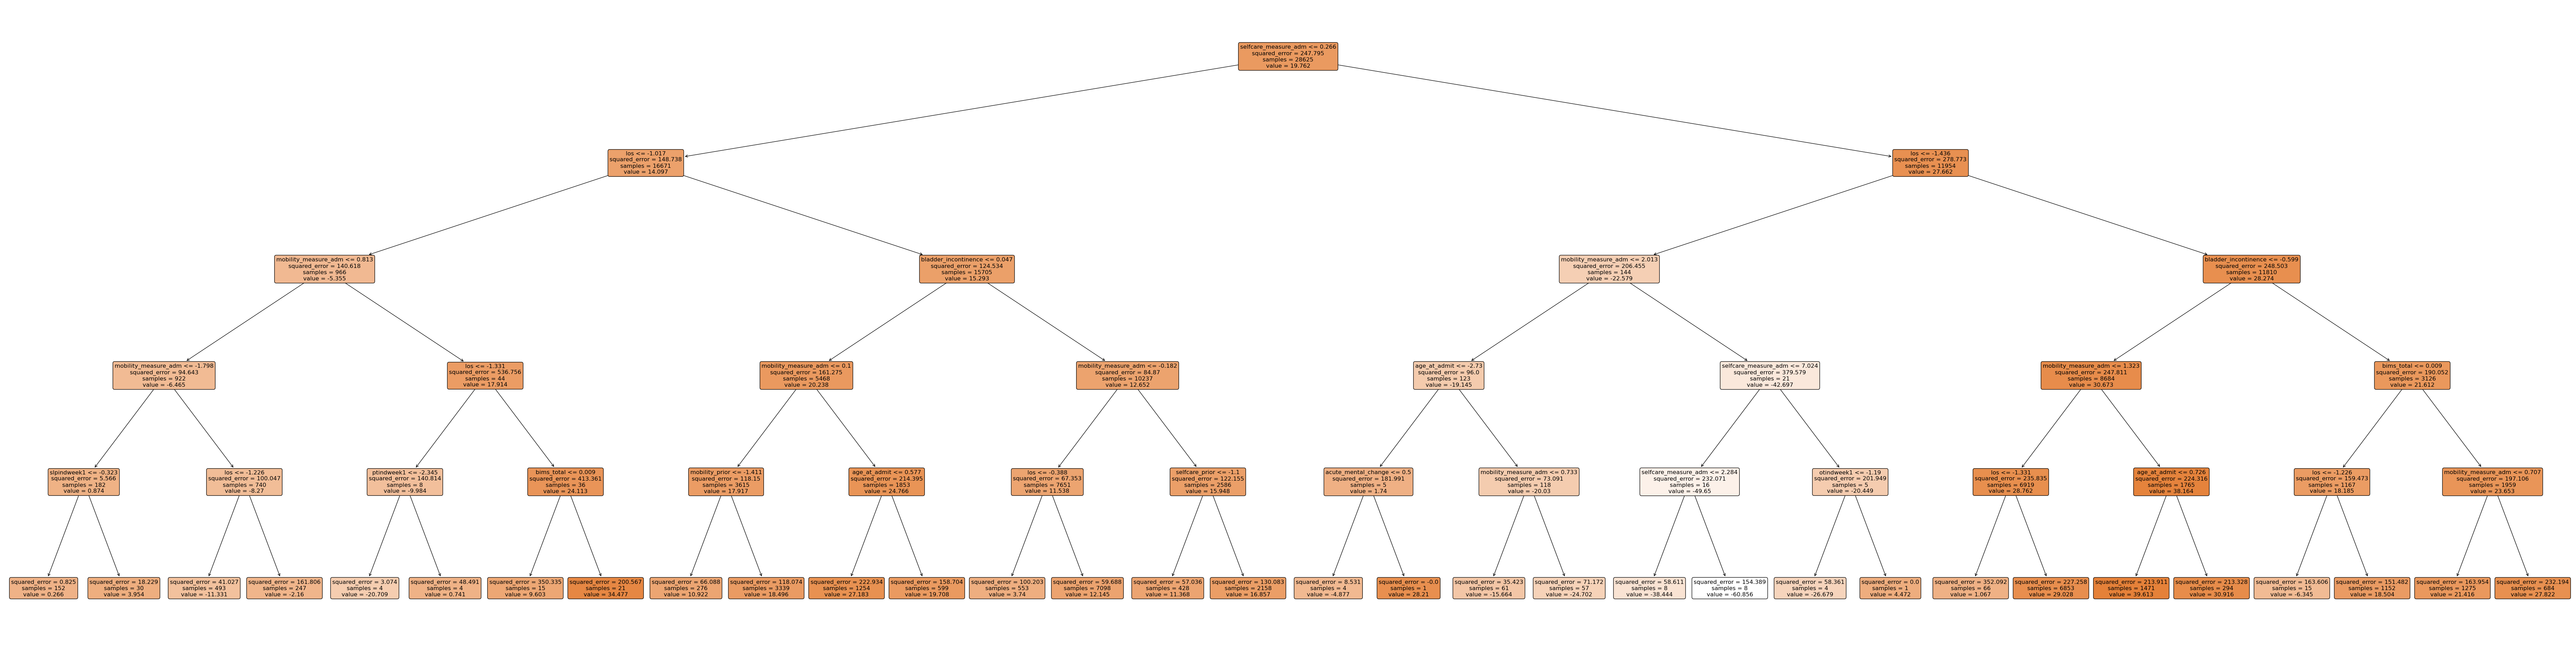 selfcare_measure_adm <= 0.266
squared_error = 247.795
samples = 28625
value = 19.762
los <= -1.017
squared_error = 148.738
samples = 16671
value = 14.097
los <= -1.436
squared_error = 278.773
samples = 11954
value = 27.662
mobility_measure_adm <= 0.813
squared_error = 140.618
samples = 966
value = -5.355
bladder_incontinence <= 0.047
squared_error = 124.534
samples = 15705
value = 15.293
mobility_measure_adm <= 2.013
squared_error = 206.455
samples = 144
value = -22.579
bladder_incontinence <= -0.599
squared_error = 248.503
samples = 11810
value = 28.274
mobility_measure_adm <= -1.798
squared_error = 94.643
samples = 922
value = -6.465
los <= -1.331
squared_error = 536.756
samples = 44
value = 17.914
mobility_measure_adm <= 0.1
squared_error = 161.275
samples = 5468
value = 20.238
mobility_measure_adm <= -0.182
squared_error = 84.87
samples = 10237
value = 12.652
age_at_admit <= -2.73
squared_error = 96.0
samples = 123
value = -19.145
selfcare_measure_adm <= 7.024
squared_error = 379.579
samples = 21
value = -42.697
mobility_measure_adm <= 1.323
squared_error = 247.811
samples = 8684
value = 30.673
bims_total <= 0.009
squared_error = 190.052
samples = 3126
value = 21.612
slpindweek1 <= -0.323
squared_error = 5.566
samples = 182
value = 0.874
los <= -1.226
squared_error = 100.047
samples = 740
value = -8.27
ptindweek1 <= -2.345
squared_error = 140.814
samples = 8
value = -9.984
bims_total <= 0.009
squared_error = 413.361
samples = 36
value = 24.113
mobility_prior <= -1.411
squared_error = 118.15
samples = 3615
value = 17.917
age_at_admit <= 0.577
squared_error = 214.395
samples = 1853
value = 24.766
los <= -0.388
squared_error = 67.353
samples = 7651
value = 11.538
selfcare_prior <= -1.1
squared_error = 122.155
samples = 2586
value = 15.948
acute_mental_change <= 0.5
squared_error = 181.991
samples = 5
value = 1.74
mobility_measure_adm <= 0.733
squared_error = 73.091
samples = 118
value = -20.03
selfcare_measure_adm <= 2.284
squared_error = 232.071
samples = 16
value = -49.65
otindweek1 <= -1.19
squared_error = 201.949
samples = 5
value = -20.449
los <= -1.331
squared_error = 235.835
samples = 6919
value = 28.762
age_at_admit <= 0.726
squared_error = 224.316
samples = 1765
value = 38.164
los <= -1.226
squared_error = 159.473
samples = 1167
value = 18.185
mobility_measure_adm <= 0.707
squared_error = 197.106
samples = 1959
value = 23.653
squared_error = 0.825
samples = 152
value = 0.266
squared_error = 18.229
samples = 30
value = 3.954
squared_error = 41.027
samples = 493
value = -11.331
squared_error = 161.806
samples = 247
value = -2.16
squared_error = 3.074
samples = 4
value = -20.709
squared_error = 48.491
samples = 4
value = 0.741
squared_error = 350.335
samples = 15
value = 9.603
squared_error = 200.567
samples = 21
value = 34.477
squared_error = 66.088
samples = 276
value = 10.922
squared_error = 118.074
samples = 3339
value = 18.496
squared_error = 222.934
samples = 1254
value = 27.183
squared_error = 158.704
samples = 599
value = 19.708
squared_error = 100.203
samples = 553
value = 3.74
squared_error = 59.688
samples = 7098
value = 12.145
squared_error = 57.036
samples = 428
value = 11.368
squared_error = 130.083
samples = 2158
value = 16.857
squared_error = 8.531
samples = 4
value = -4.877
squared_error = -0.0
samples = 1
value = 28.21
squared_error = 35.423
samples = 61
value = -15.664
squared_error = 71.172
samples = 57
value = -24.702
squared_error = 58.611
samples = 8
value = -38.444
squared_error = 154.389
samples = 8
value = -60.856
squared_error = 58.361
samples = 4
value = -26.679
squared_error = 0.0
samples = 1
value = 4.472
squared_error = 352.092
samples = 66
value = 1.067
squared_error = 227.258
samples = 6853
value = 29.028
squared_error = 213.911
samples = 1471
value = 39.613
squared_error = 213.328
samples = 294
value = 30.916
squared_error = 163.606
samples = 15
value = -6.345
squared_error = 151.482
samples = 1152
value = 18.504
squared_error = 163.954
samples = 1275
value = 21.416
squared_error = 232.194
samples = 684
value = 27.822